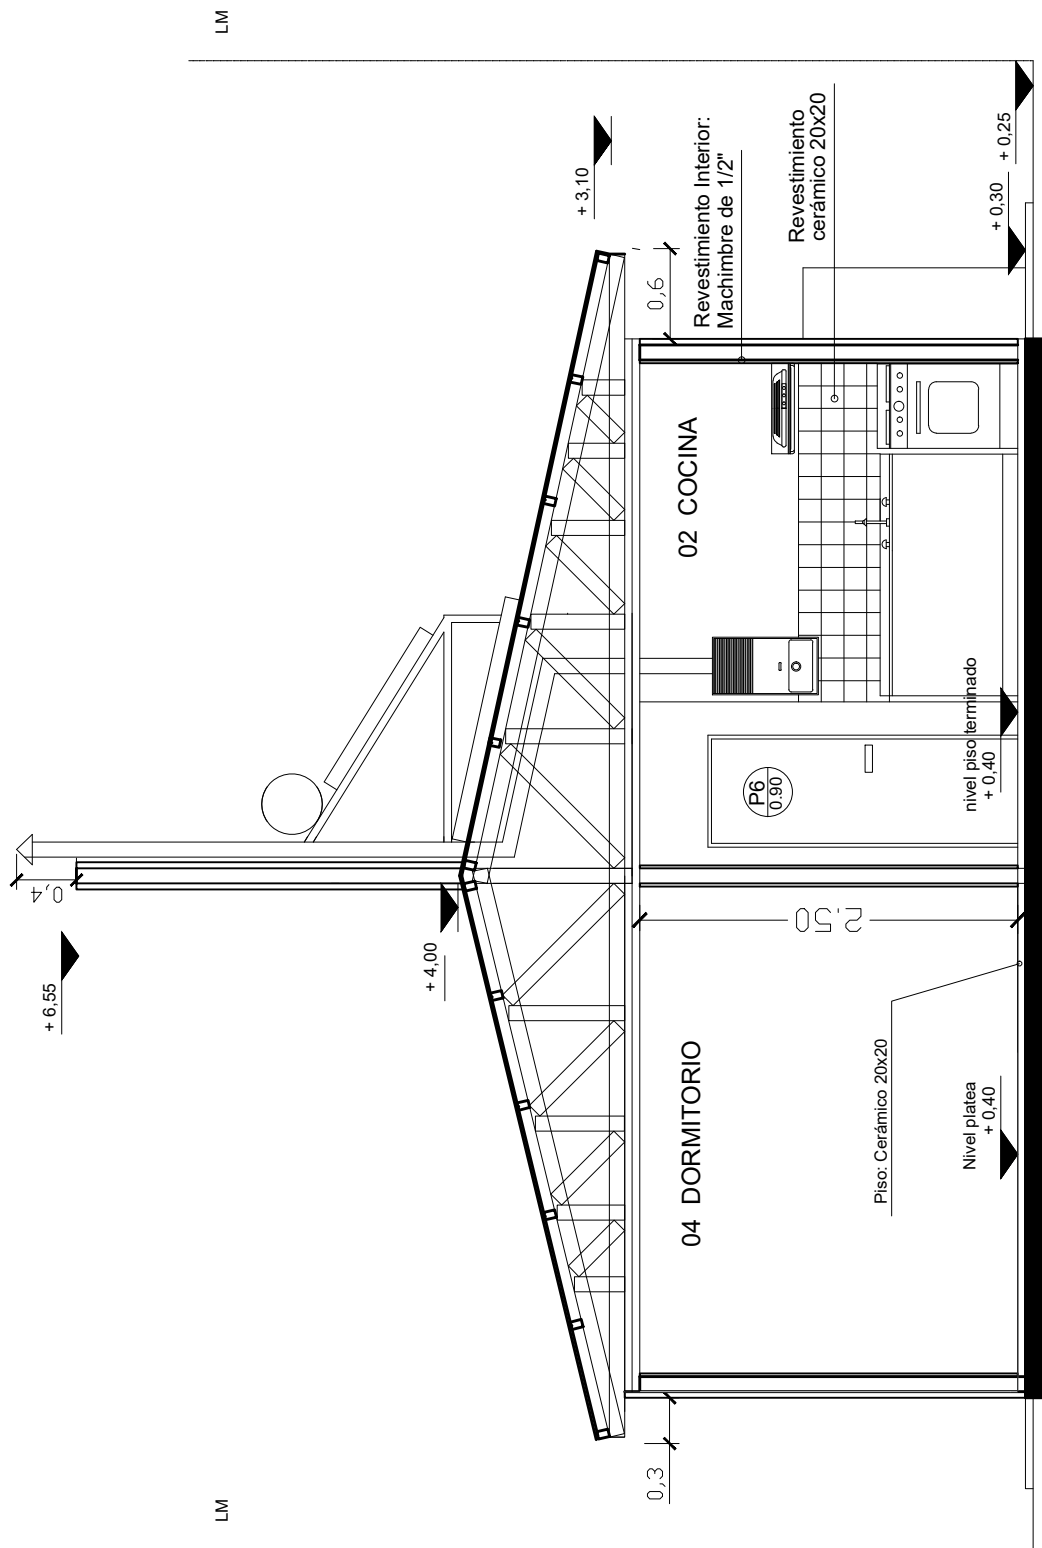 LM
LM
0,4
+ 6,55
+ 4,00
+ 3,10
0,3
0,6
04 DORMITORIO
02 COCINA
Revestimiento Interior:
Machimbre de 1/2"
Revestimiento
cerámico 20x20
P6
0.90
2.50
Piso: Cerámico 20x20
Nivel platea
+ 0,40
nivel piso terminado
+ 0,40
+ 0,30
+ 0,25